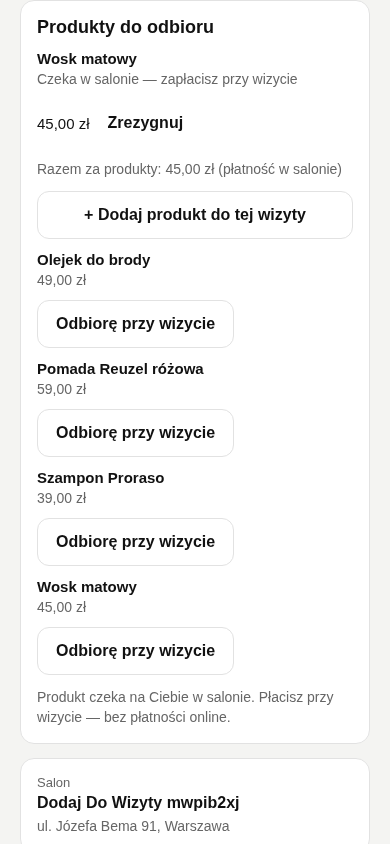 Produkty do odbioru
Wosk matowy
Czeka w salonie — zapłacisz przy wizycie
45,00 zł Zrezygnuj
Razem za produkty: 45,00 zł (płatność w salonie)
+ Dodaj produkt do tej wizyty
Olejek do brody
49,00 zł
Odbiorę przy wizycie
Pomada Reuzel różowa
59,00 zł
Odbiorę przy wizycie
Szampon Proraso
39,00 zł
Odbiorę przy wizycie
Wosk matowy
45,00 zł
Odbiorę przy wizycie
Produkt czeka na Ciebie w salonie. Płacisz przy
wizycie — bez płatności online.
Salon
Dodaj Do Wizyty mwpib2xj
ul. Józefa Bema 91, Warszawa